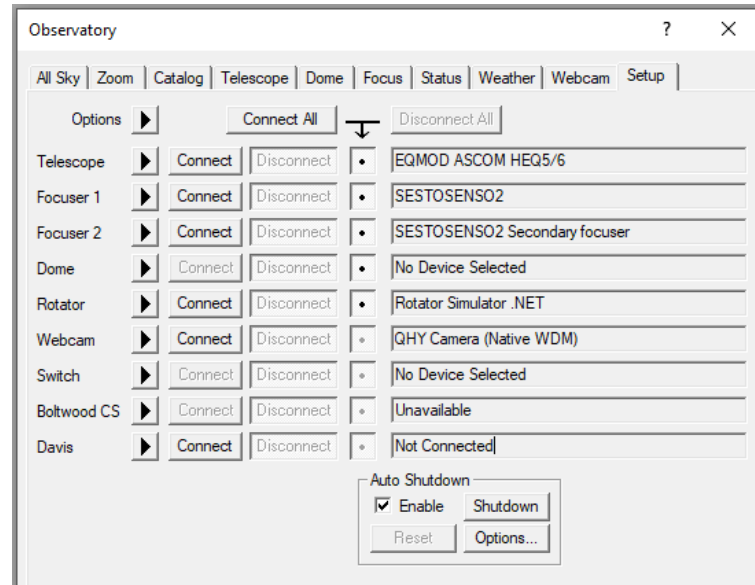 Observatory ? ×
All Sky Zoom Catalog Telescope Dome Focus Status Weather Webcam Setup
Options Connect All Disconnect All
Telescope Connect Disconnect EQMOD ASCOM HEQ5/6
Focuser 1 Connect Disconnect SESTOSENSO2
Focuser 2 Connect Disconnect SESTOSENSO2 Secondary focuser
Dome Connect Disconnect No Device Selected
Rotator Connect Disconnect Rotator Simulator .NET
Webcam Connect Disconnect QHY Camera (Native WDM)
Switch Connect Disconnect No Device Selected
Boltwood CS Connect Disconnect Unavailable
Davis Connect Disconnect Not Connected
Auto Shutdown
Enable Shutdown
Reset Options...